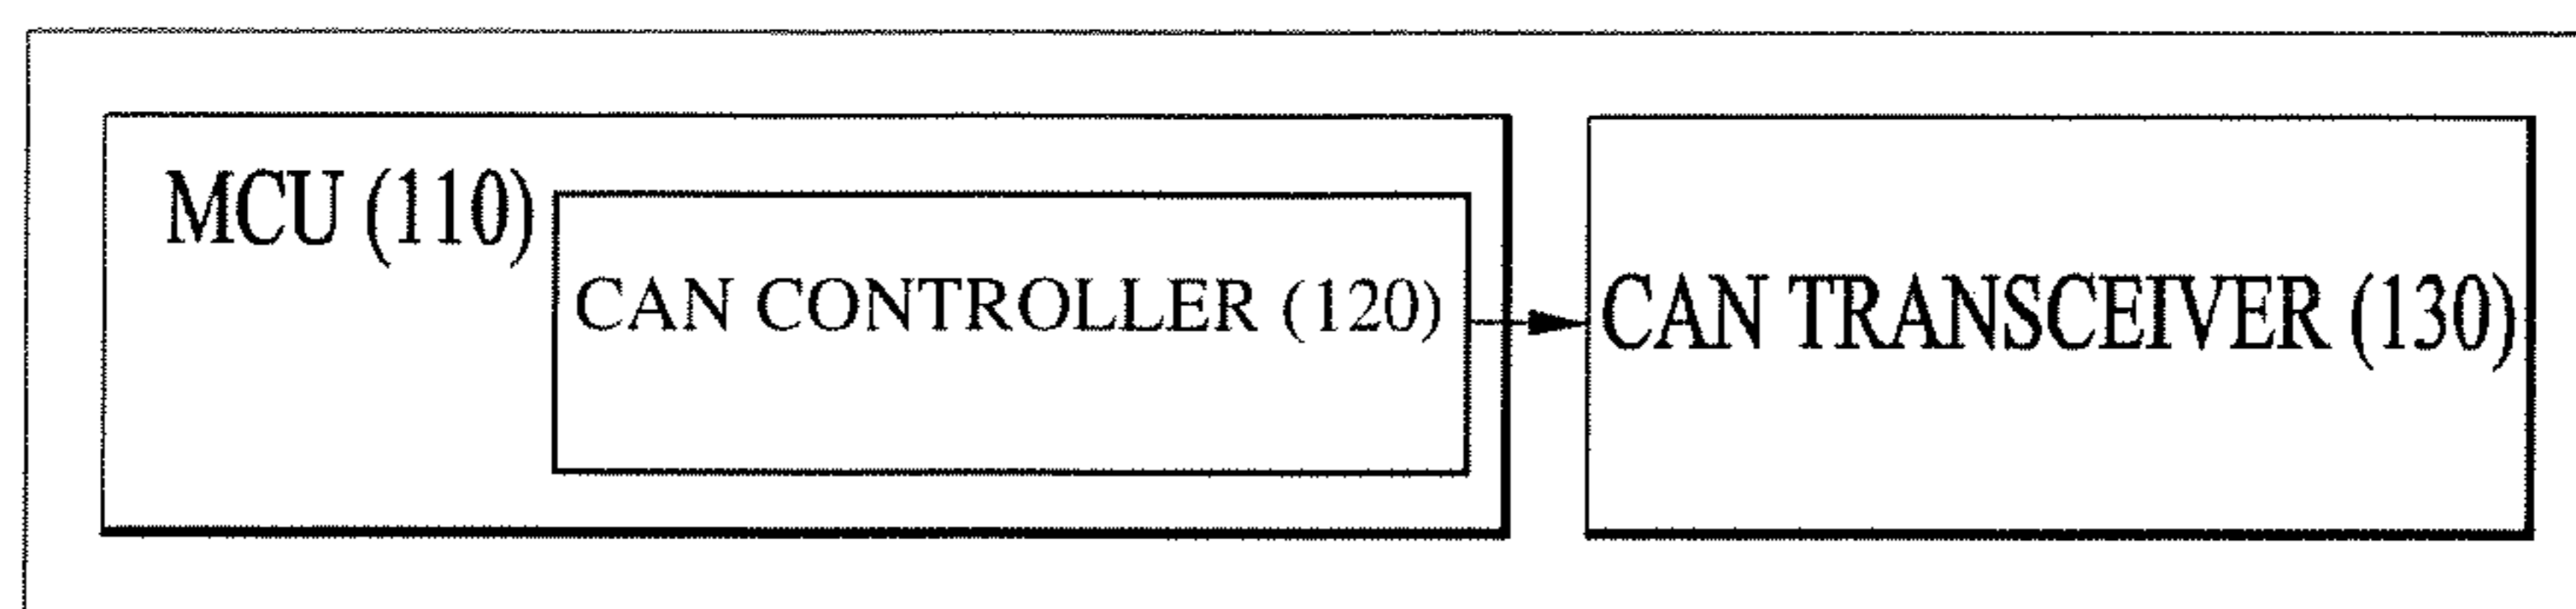 MCU (110)
CAN CONTROLLER (120)
CAN TRANSCEIVER (130)